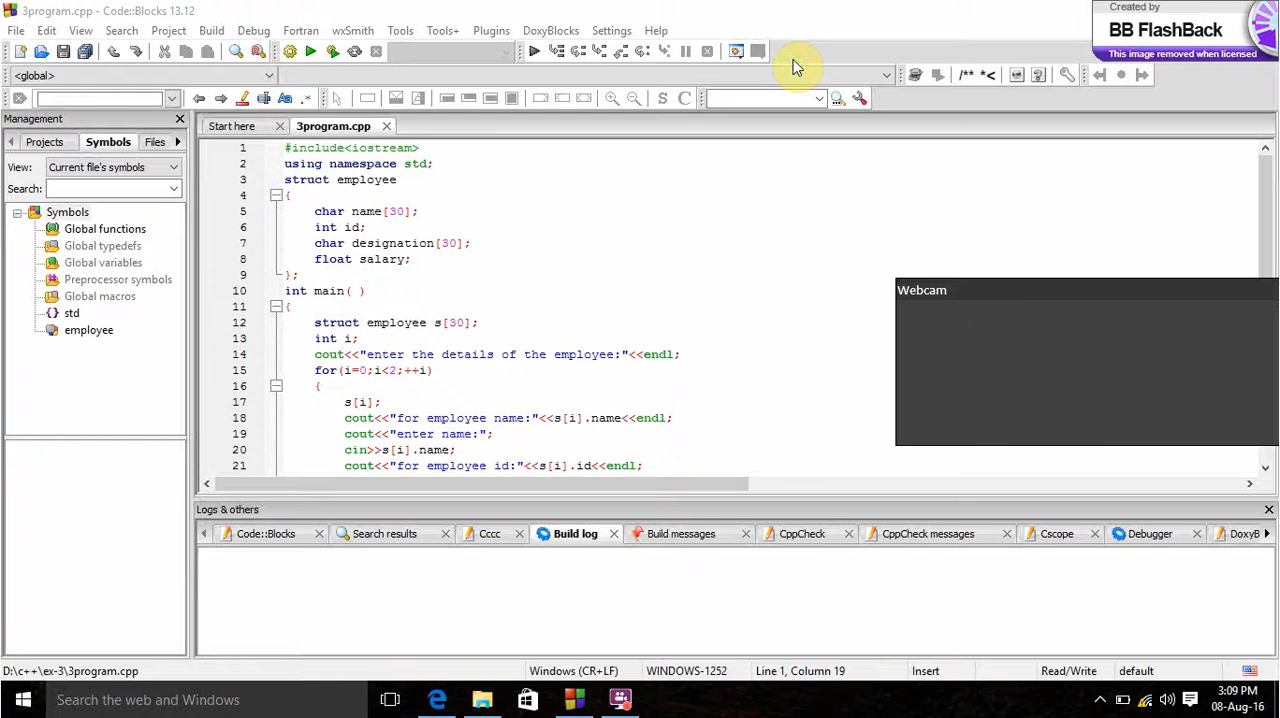 3program.cpp - Code::Blocks 13.12
Created by
BB FlashBack
This image removed when licensed
File Edit View Search Project Build Debug Fortran wxSmith Tools Tools+ Plugins DoxyBlocks Settings Help
<global>
/** *<
Aa .*
S C
Management
Projects Symbols Files
View: Current file's symbols
Search:
Symbols
Global functions
Global typedefs
Global variables
Preprocessor symbols
Global macros
{} std
employee
Start here 3program.cpp
1 #include<iostream>
2 using namespace std;
3 struct employee
4 {
5 char name[30];
6 int id;
7 char designation[30];
8 float salary;
9 };
10 int main( )
11 {
12 struct employee s[30];
13 int i;
14 cout<<"enter the details of the employee:"<<endl;
15 for(i=0;i<2;++i)
16 {
17 s[i];
18 cout<<"for employee name:"<<s[i].name<<endl;
19 cout<<"enter name:";
20 cin>>s[i].name;
21 cout<<"for employee id:"<<s[i].id<<endl;
Webcam
Logs & others
Code::Blocks Search results Cccc Build log Build messages CppCheck CppCheck messages Cscope Debugger DoxyB
D:\c++\ex-3\3program.cpp Windows (CR+LF) WINDOWS-1252 Line 1, Column 19 Insert Read/Write default
Search the web and Windows
3:09 PM
08-Aug-16